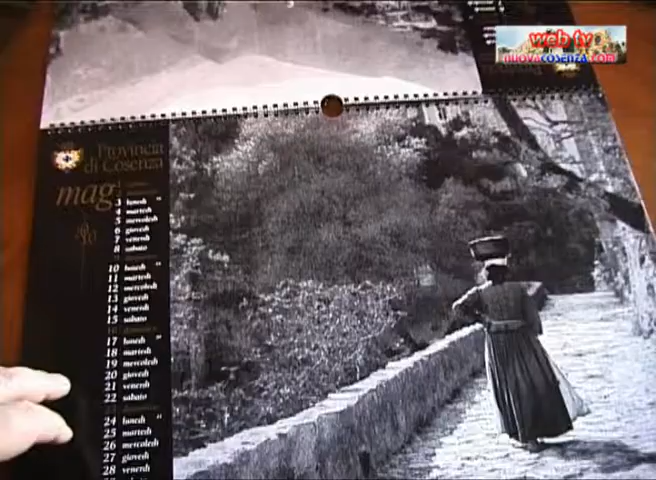 web tv
NUOVACOSENZA.COM
Provincia
di Cosenza
mag.
3 lunedì
4 martedì
5 mercoledì
6 giovedì
7 venerdì
8 sabato
10 lunedì
11 martedì
12 mercoledì
13 giovedì
14 venerdì
15 sabato
17 lunedì
18 martedì
19 mercoledì
20 giovedì
21 venerdì
22 sabato
24 lunedì
25 martedì
26 mercoledì
27 giovedì
28 venerdì